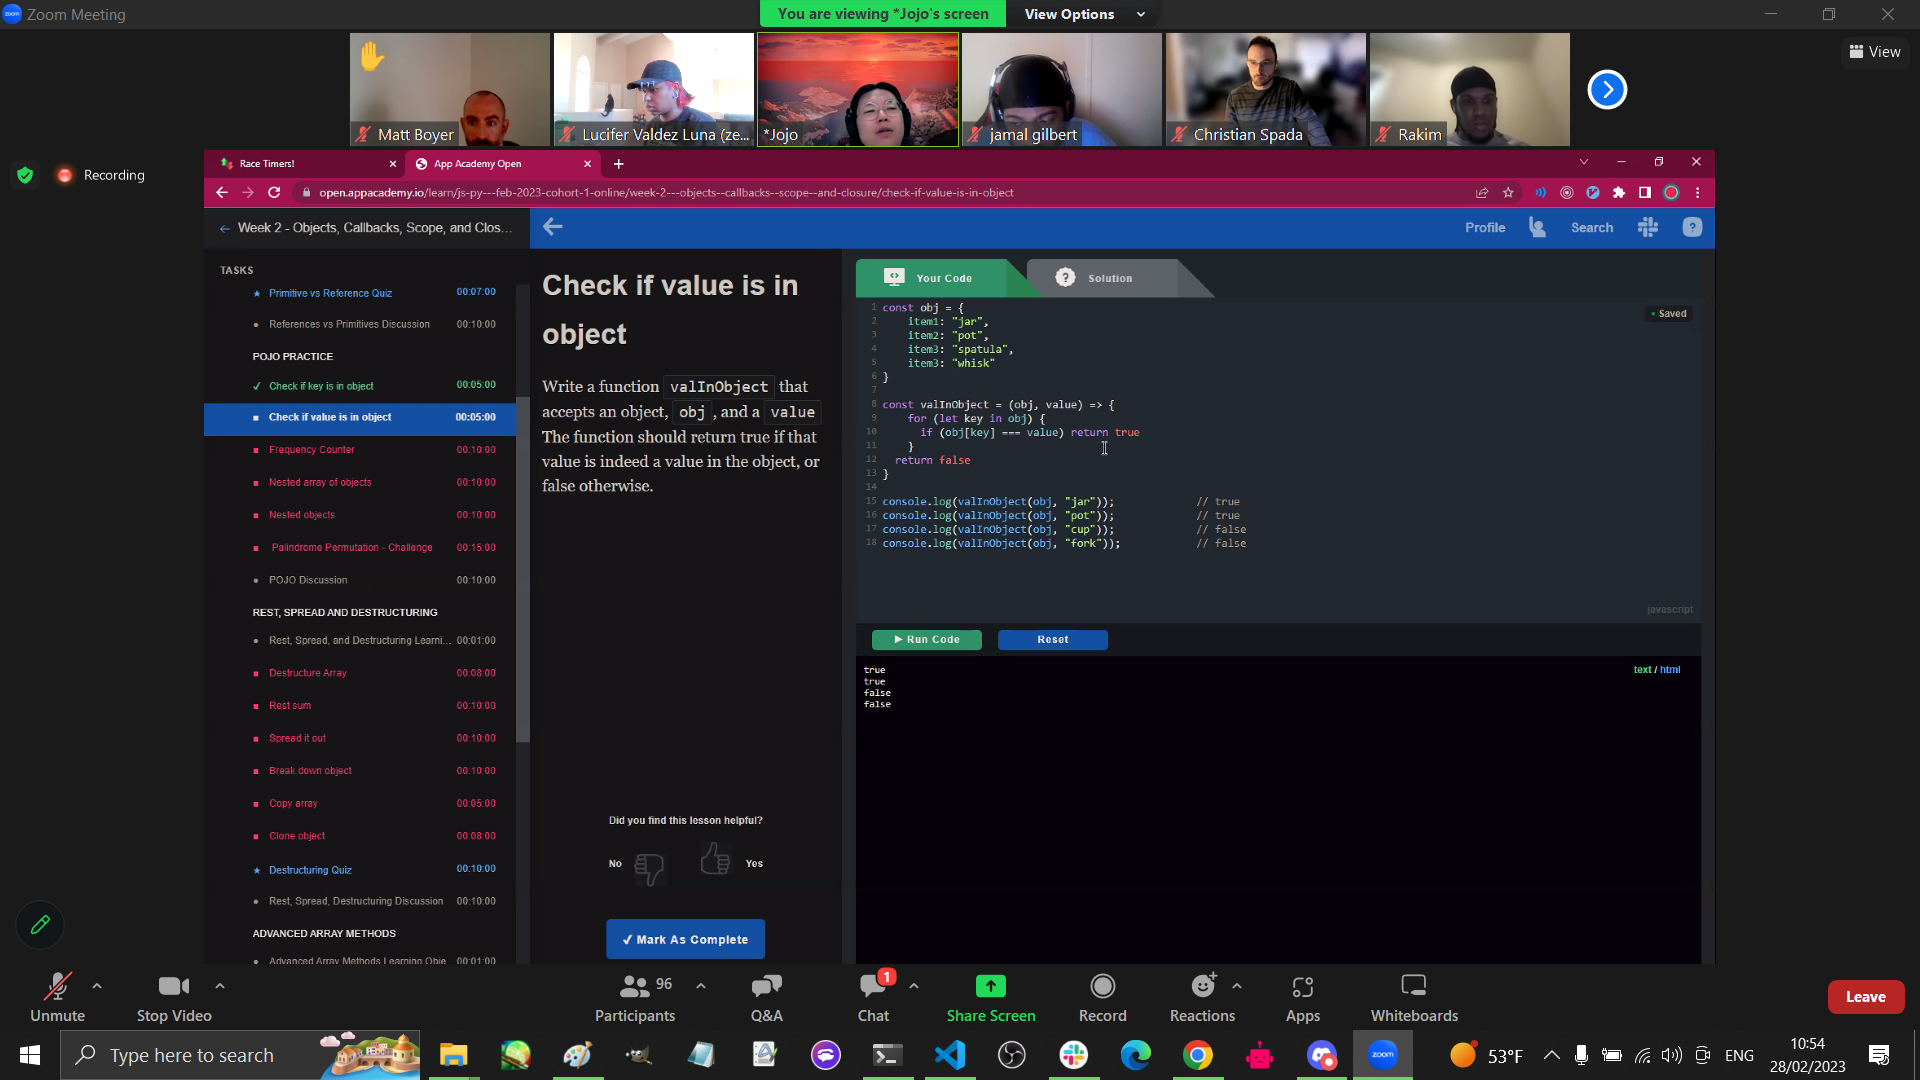 zoom Zoom Meeting
You are viewing *Jojo's screen
View Options
View
Matt Boyer
Lucifer Valdez Luna (ze...
*Jojo
jamal gilbert
Christian Spada
Rakim
Recording
Race Timers!
App Academy Open
open.appacademy.io/learn/js-py---feb-2023-cohort-1-online/week-2---objects--callbacks--scope--and-closure/check-if-value-is-in-object
Week 2 - Objects, Callbacks, Scope, and Clos...
Profile
Search
TASKS
Primitive vs Reference Quiz 00:07:00
References vs Primitives Discussion 00:10:00
POJO PRACTICE
Check if key is in object 00:05:00
Check if value is in object 00:05:00
Frequency Counter 00:10:00
Nested array of objects 00:10:00
Nested objects 00:10:00
Palindrome Permutation - Challenge 00:15:00
POJO Discussion 00:10:00
REST, SPREAD AND DESTRUCTURING
Rest, Spread, and Destructuring Learni... 00:01:00
Destructure Array 00:08:00
Rest sum 00:10:00
Spread it out 00:10:00
Break down object 00:10:00
Copy array 00:05:00
Clone object 00:08:00
Destructuring Quiz 00:10:00
Rest, Spread, Destructuring Discussion 00:10:00
ADVANCED ARRAY METHODS
Advanced Array Methods Learning Obje 00:01:00
Check if value is in
object
Write a function valInObject that
accepts an object, obj , and a value
The function should return true if that
value is indeed a value in the object, or
false otherwise.
Did you find this lesson helpful?
No
Yes
✓ Mark As Complete
Your Code
? Solution
Saved
1 const obj = {
2 item1: "jar",
3 item2: "pot",
4 item3: "spatula",
5 item3: "whisk"
6 }
7
8 const valInObject = (obj, value) => {
9 for (let key in obj) {
10 if (obj[key] === value) return true
11 }
12 return false
13 }
14
15 console.log(valInObject(obj, "jar")); // true
16 console.log(valInObject(obj, "pot")); // true
17 console.log(valInObject(obj, "cup")); // false
18 console.log(valInObject(obj, "fork")); // false
javascript
Run Code
Reset
true
true
false
false
text / html
Unmute
Stop Video
96
Participants
Q&A
1
Chat
Share Screen
Record
Reactions
Apps
Whiteboards
Leave
Type here to search
zoom
53°F
ENG
10:54
28/02/2023